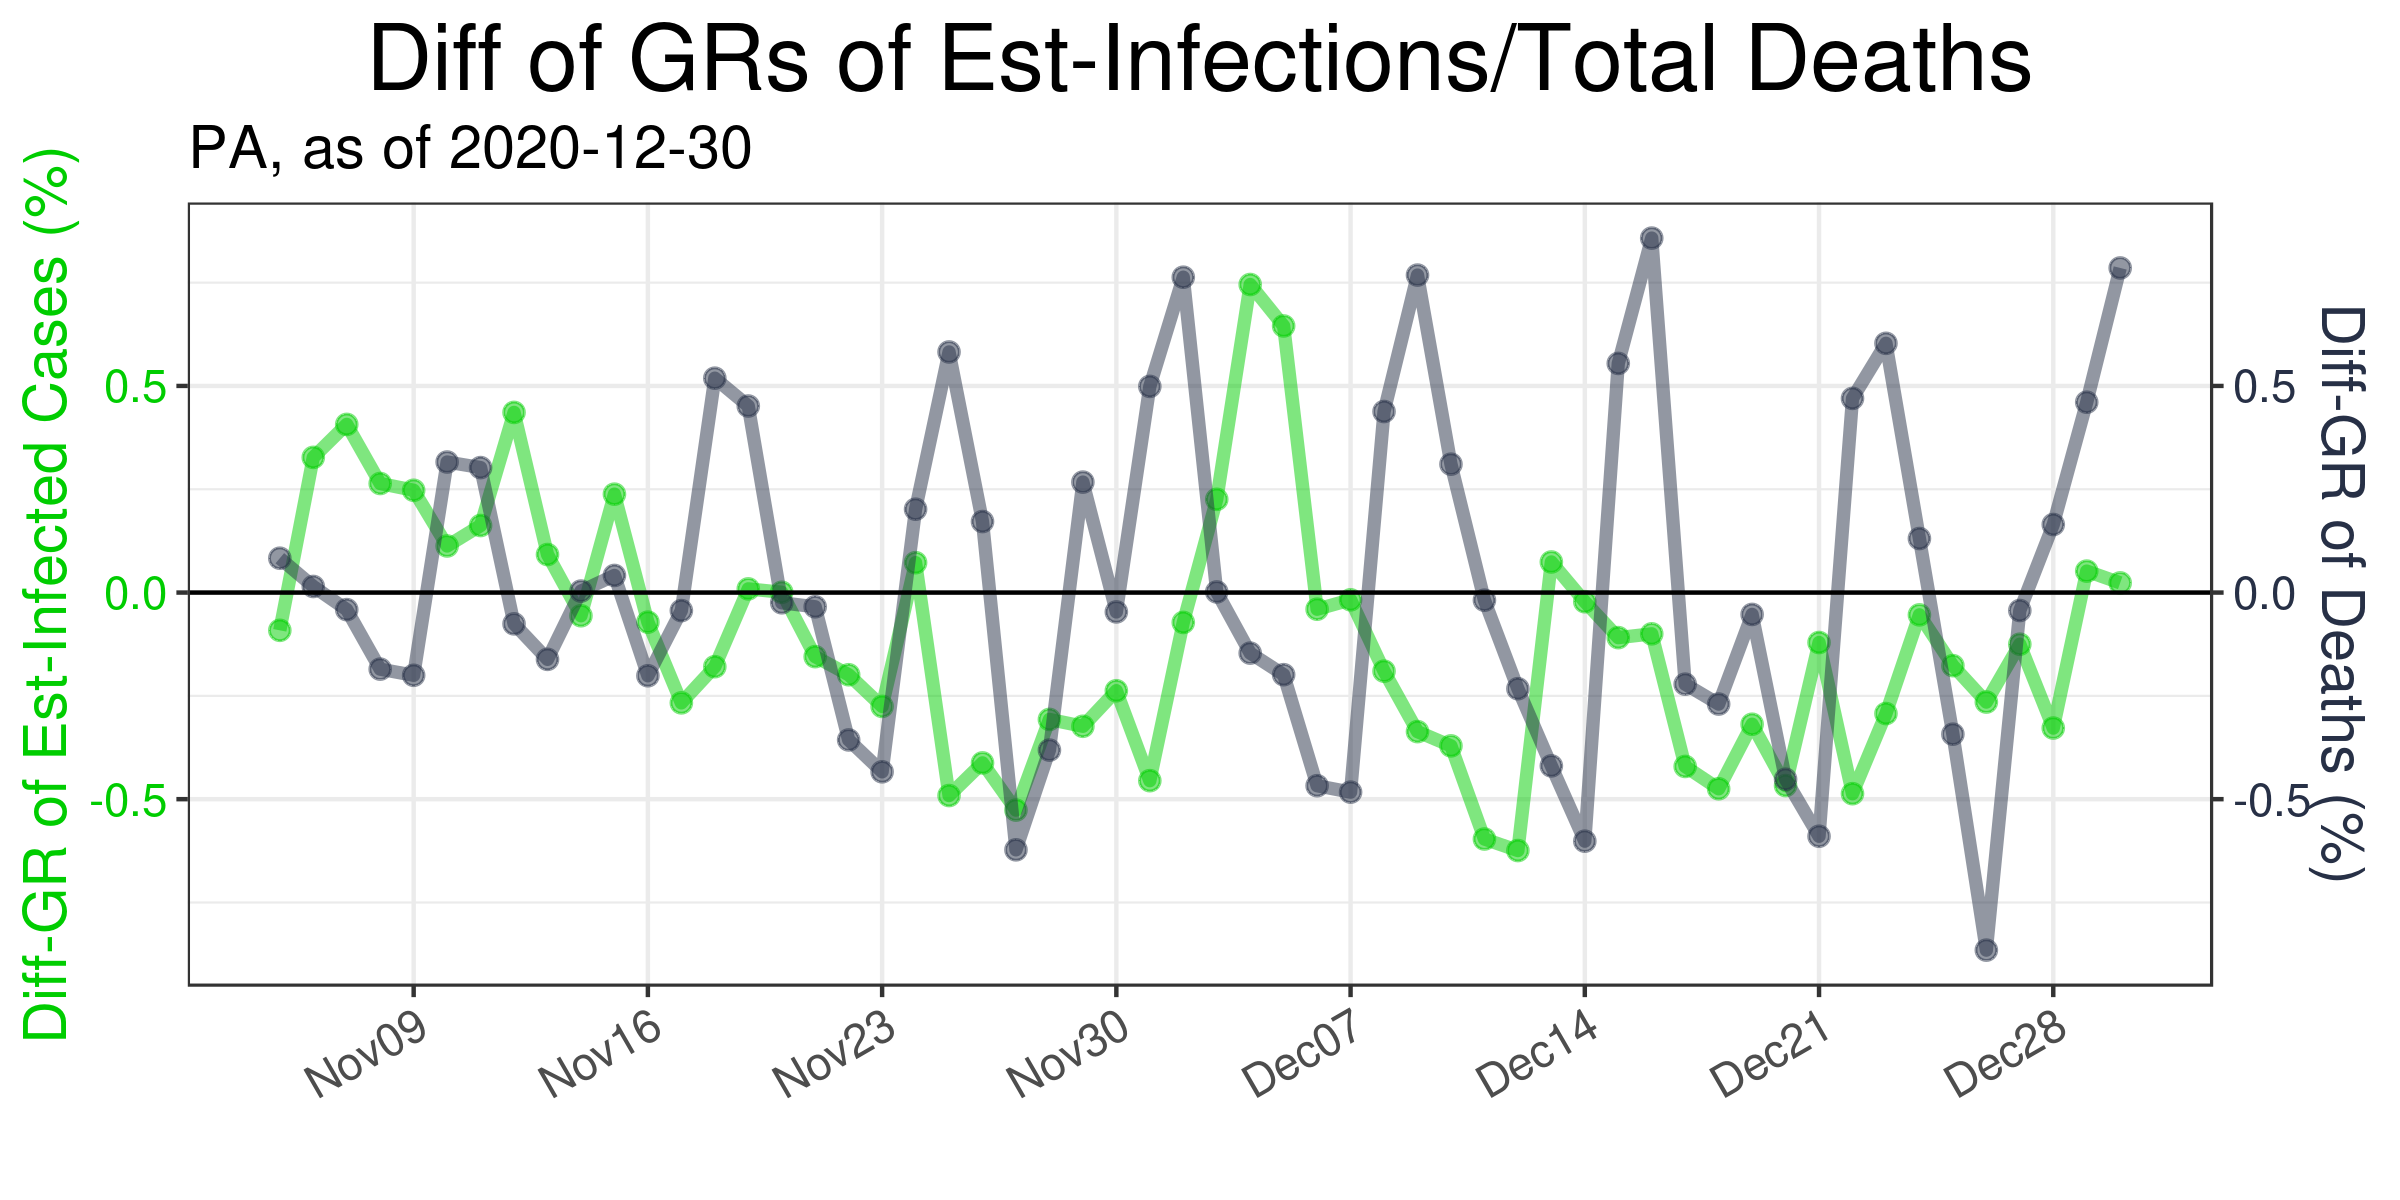 Diff of GRs of Est-Infections/Total Deaths
PA, as of 2020-12-30
Diff-GR of Est-Infected Cases (%)
0.5
0.0
-0.5
0.5
0.0
-0.5
Diff-GR of Deaths (%)
Nov09
Nov16
Nov23
Nov30
Dec07
Dec14
Dec21
Dec28